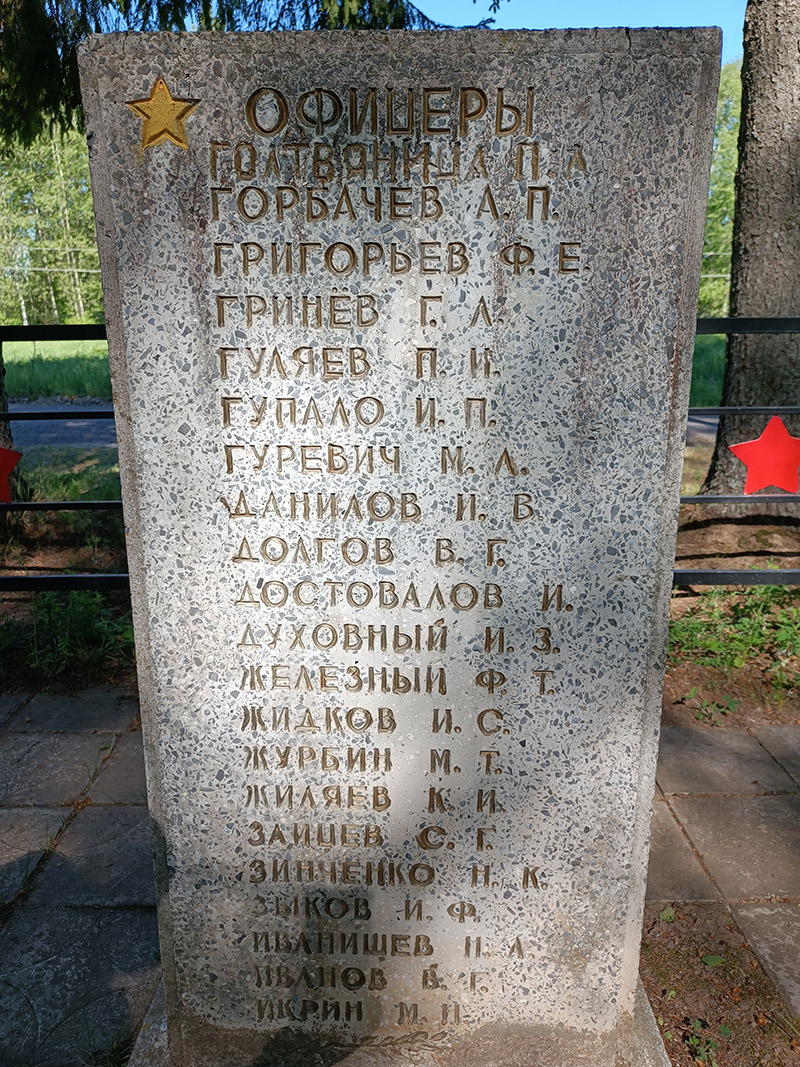 ОФИЦЕРЫ
ГОЛТВЯНИЦА П. А
ГОРБАЧЕВ А. П.
ГРИГОРЬЕВ Ф. Е.
ГРИНЁВ Г. А.
ГУЛЯЕВ П. И.
ГУПАЛО И. П.
ГУРЕВИЧ М. Л.
ДАНИЛОВ И. В.
ДОЛГОВ В. Г.
ДОСТОВАЛОВ И.
ДУХОВНЫЙ И. З.
ЖЕЛЕЗНЫЙ Ф. Т.
ЖИДКОВ И. С.
ЖУРБИН М. Т.
ЖИЛЯЕВ К. И.
ЗАЙЦЕВ С. Г.
ЗИНЧЕНКО Н. К.
ЗЫКОВ И. Ф.
ИВАНИЩЕВ Н. А.
ИВАНОВ В. Г.
ИКРИН М. И.